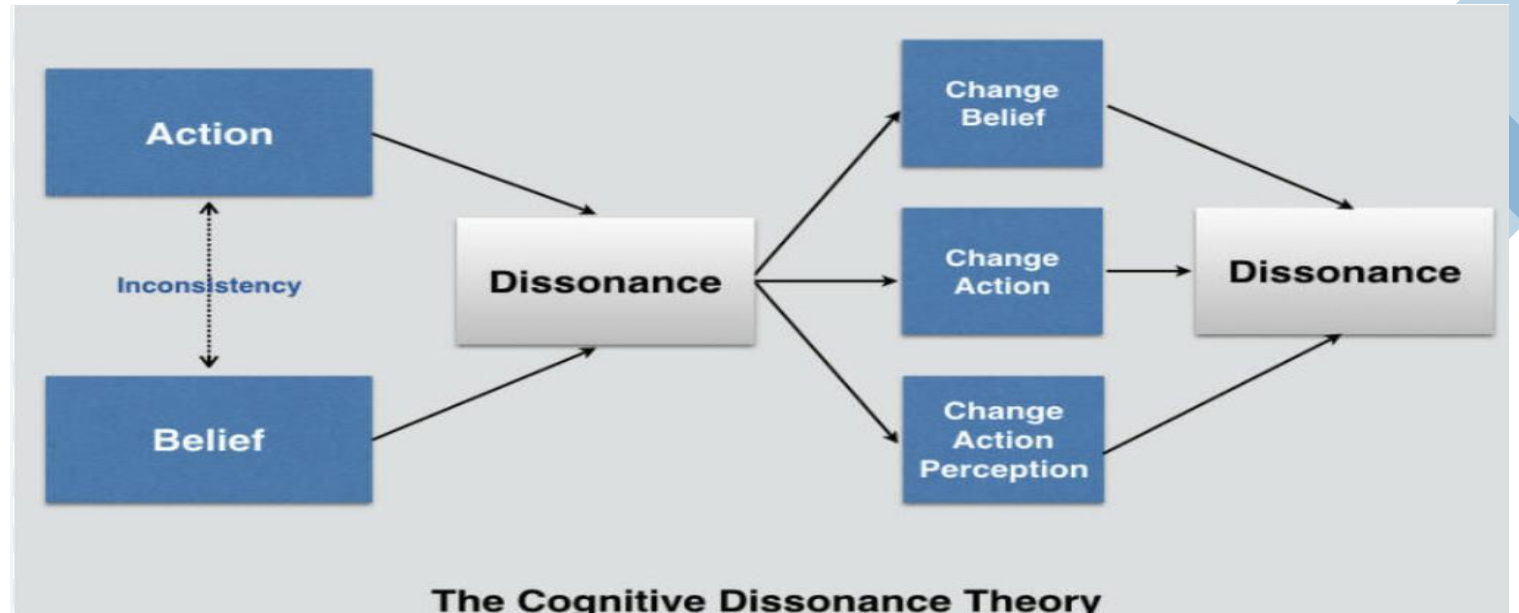 Action
Inconsistency
Belief
Dissonance
Change
Belief
Change
Action
Change
Action
Perception
Dissonance
The Cognitive Dissonance Theory